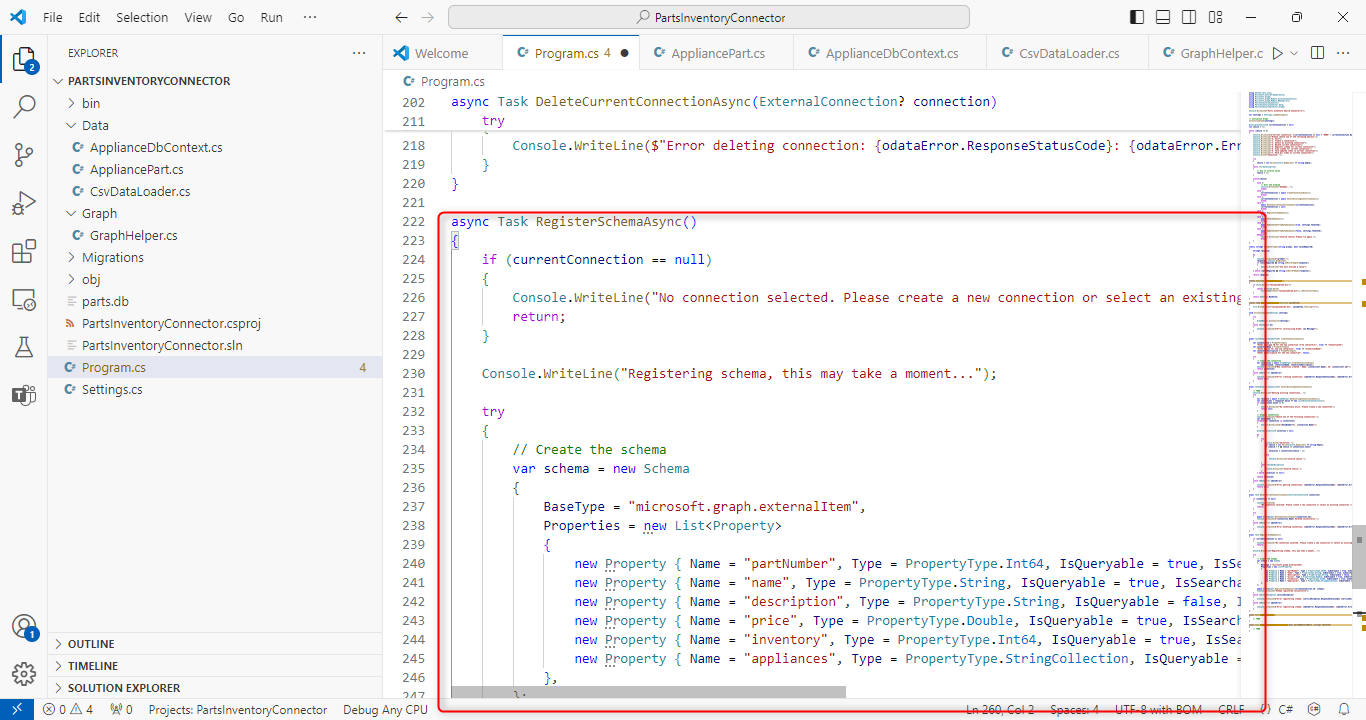 File Edit Selection View Go Run ···
PartsInventoryConnector
EXPLORER
PARTSINVENTORYCONNECTOR
bin
Data
ApplianceDbContext.cs
AppliancePart.cs
CsvDataLoader.cs
Graph
GraphHelper.cs
Migrations
obj
parts.db
PartsInventoryConnector.csproj
PartsInventoryConnector.sln
Program.cs 4
Settings.cs
OUTLINE
TIMELINE
SOLUTION EXPLORER
2
1
Welcome
Program.cs 4
AppliancePart.cs
ApplianceDbContext.cs
CsvDataLoader.cs
GraphHelper.c
Program.cs
202 async Task DeleteCurrentConnectionAsync(ExternalConnection? connection)
211 try
218 Console.WriteLine($"Error deleting connection: {odataError.ResponseStatusCode}: {odataError.Err
219 }
220 }
221
222 async Task RegisterSchemaAsync()
223 {
224 if (currentConnection == null)
225 {
226 Console.WriteLine("No connection selected. Please create a new connection or select an existing
227 return;
228 }
229
230 Console.WriteLine("Registering schema, this may take a moment...");
231
232 try
233 {
234 // Create the schema
235 var schema = new Schema
236 {
237 BaseType = "microsoft.graph.externalItem",
238 Properties = new List<Property>
239 {
240 new Property { Name = "partNumber", Type = PropertyType.Int64, IsQueryable = true, IsSea
241 new Property { Name = "name", Type = PropertyType.String, IsQueryable = true, IsSearcha
242 new Property { Name = "description", Type = PropertyType.String, IsQueryable = false, I
243 new Property { Name = "price", Type = PropertyType.Double, IsQueryable = true, IsSearch
244 new Property { Name = "inventory", Type = PropertyType.Int64, IsQueryable = true, IsSea
245 new Property { Name = "appliances", Type = PropertyType.StringCollection, IsQueryable =
246 },
247 };
0 4 0 Projects: PartsInventoryConnector Debug Any CPU Ln 260, Col 2 Spaces: 4 UTF-8 with BOM CRLF {} C#